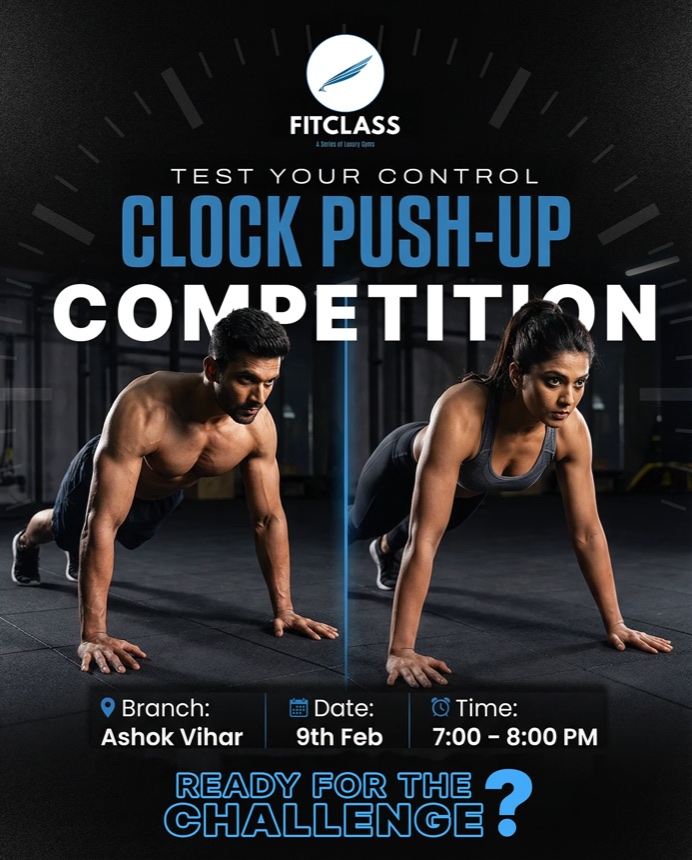 FITCLASS
A Series of Luxury Gyms
TEST YOUR CONTROL
CLOCK PUSH-UP
COMPETITION
Branch:
Ashok Vihar
Date:
9th Feb
Time:
7:00 - 8:00 PM
READY FOR THE
CHALLENGE?